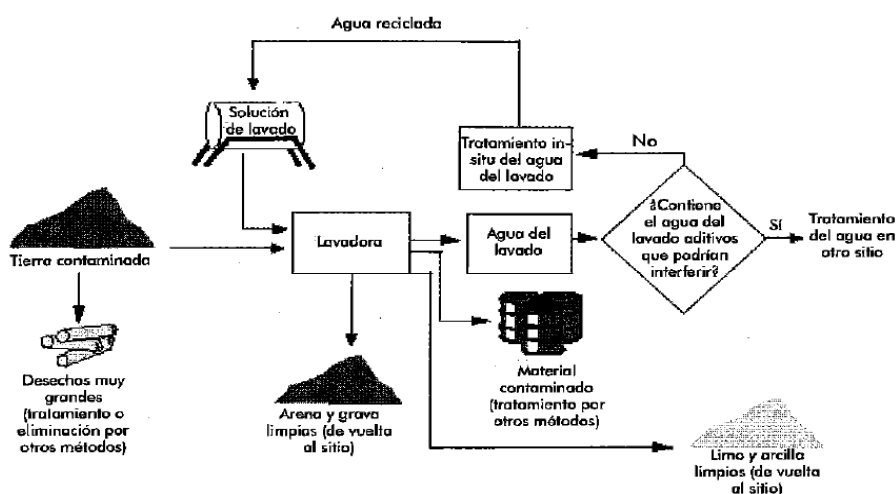 Agua reciclada
Solución
de lavado
Tratamiento in-
situ del agua
del lavado
No
¿Contiene
el agua del
lavado aditivos
que podrían
interferir?
Sí
Tratamiento
del agua en
otro sitio
Tierra contaminada
Lavadora
Agua del
lavado
Desechos muy
grandes
(tratamiento o
eliminación por
otros métodos)
Arena y grava
limpias (de vuelta
al sitio)
Material
contaminado
(tratamiento por
otros métodos)
Limo y arcilla
limpios (de vuelta
al sitio)